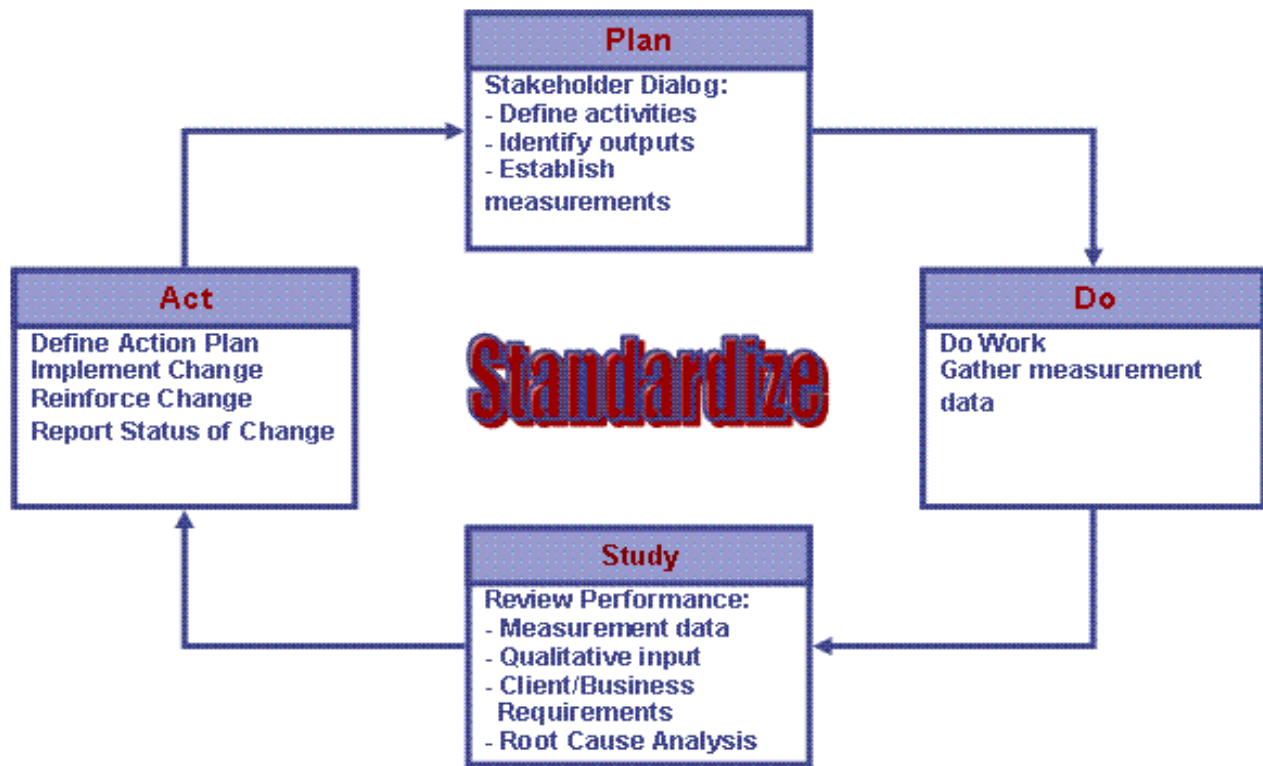 Plan
Stakeholder Dialog:
- Define activities
- Identify outputs
- Establish
measurements
Act
Define Action Plan
Implement Change
Reinforce Change
Report Status of Change
Standardize
Do
Do Work
Gather measurement
data
Study
Review Performance:
- Measurement data
- Qualitative input
- Client/Business
Requirements
- Root Cause Analysis